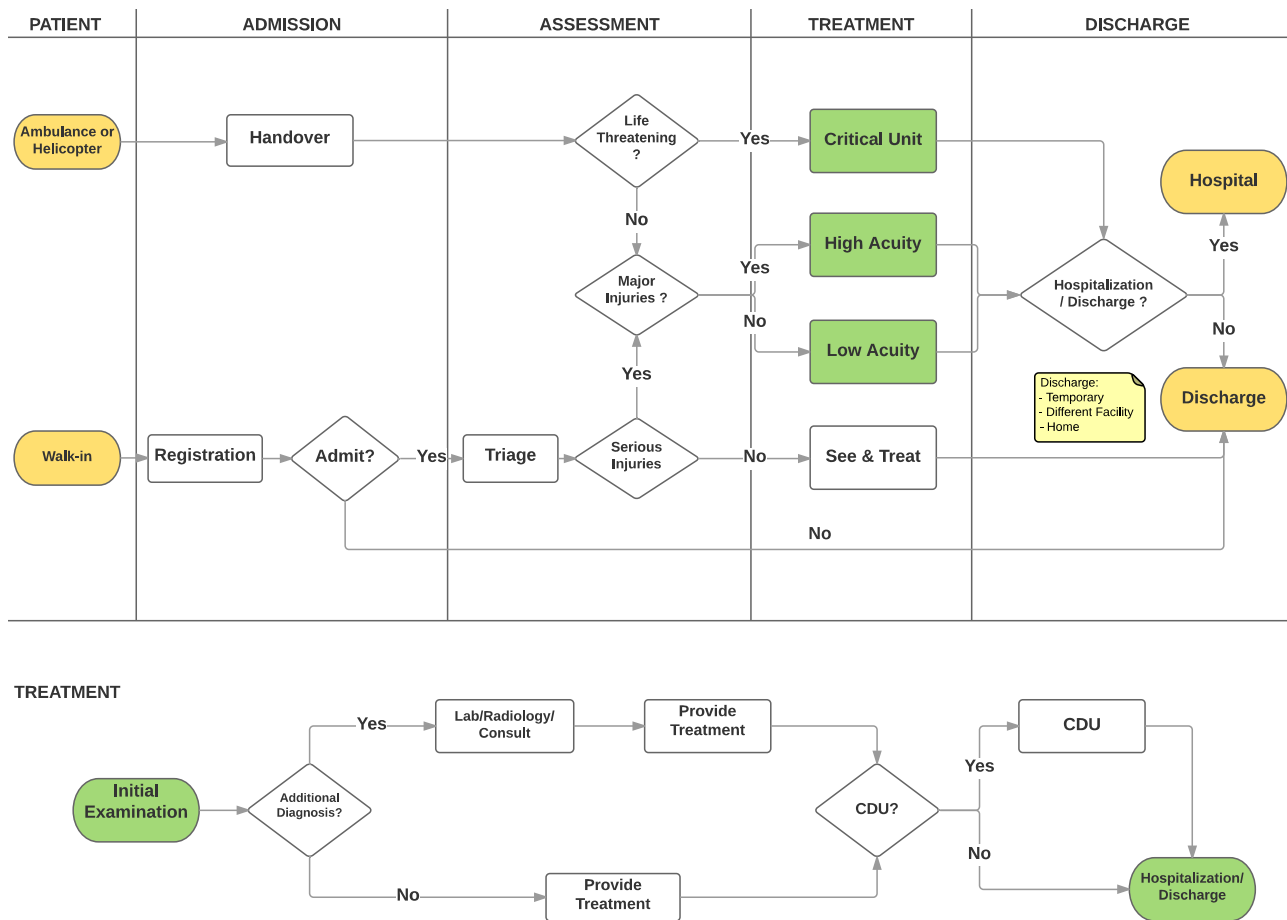 PATIENT
ADMISSION
ASSESSMENT
TREATMENT
DISCHARGE
Ambulance or
Helicopter
Handover
Life
Threatening
?
Yes
Critical Unit
Hospital
No
High Acuity
Yes
Yes
Major
Injuries ?
Hospitalization
/ Discharge ?
No
No
Low Acuity
Yes
Discharge:
- Temporary
- Different Facility
- Home
Discharge
Walk-in
Registration
Admit?
Yes
Triage
Serious
Injuries
No
See & Treat
No
TREATMENT
Yes
Lab/Radiology/
Consult
Provide
Treatment
CDU
Yes
Initial
Examination
Additional
Diagnosis?
CDU?
No
No
Provide
Treatment
Hospitalization/
Discharge